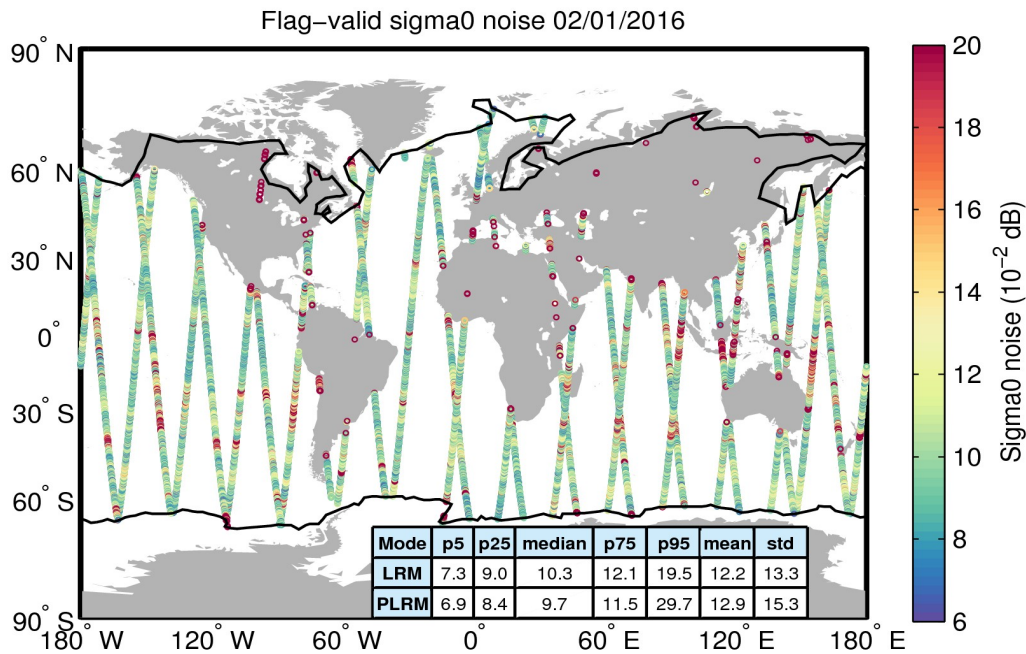 Flag−valid sigma0 noise 02/01/2016
90° N
60° N
30° N
0°
30° S
60° S
90° S
180° W
120° W
60° W
0°
60° E
120° E
180° E
Mode p5 p25 median p75 p95 mean std
LRM 7.3 9.0 10.3 12.1 19.5 12.2 13.3
PLRM 6.9 8.4 9.7 11.5 29.7 12.9 15.3
20
18
16
14
12
10
8
6
Sigma0 noise (10⁻² dB)